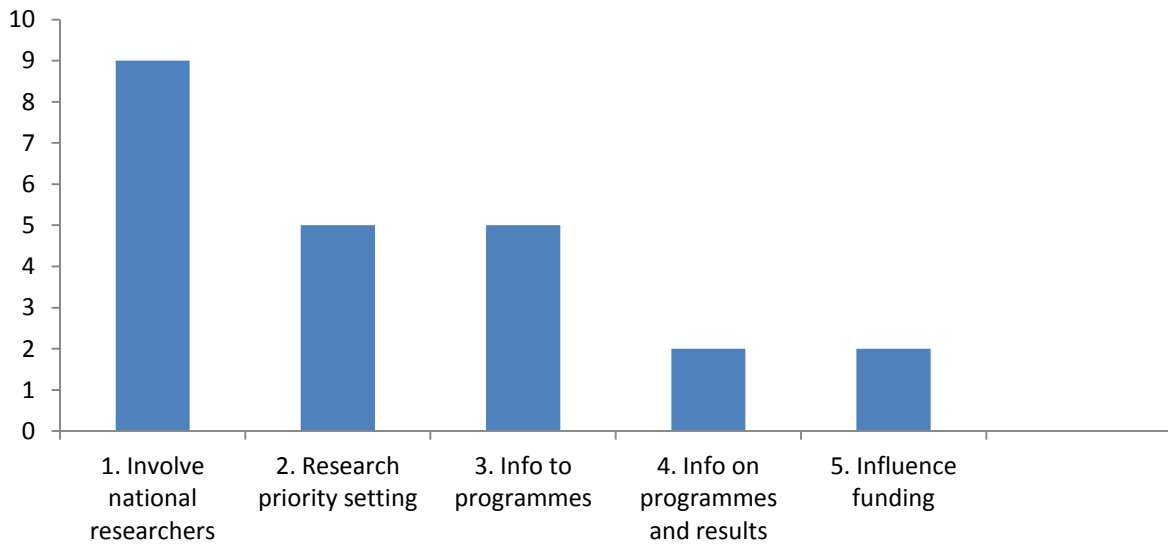 10
9
8
7
6
5
4
3
2
1
0
1. Involve
national
researchers
2. Research
priority setting
3. Info to
programmes
4. Info on
programmes
and results
5. Influence
funding